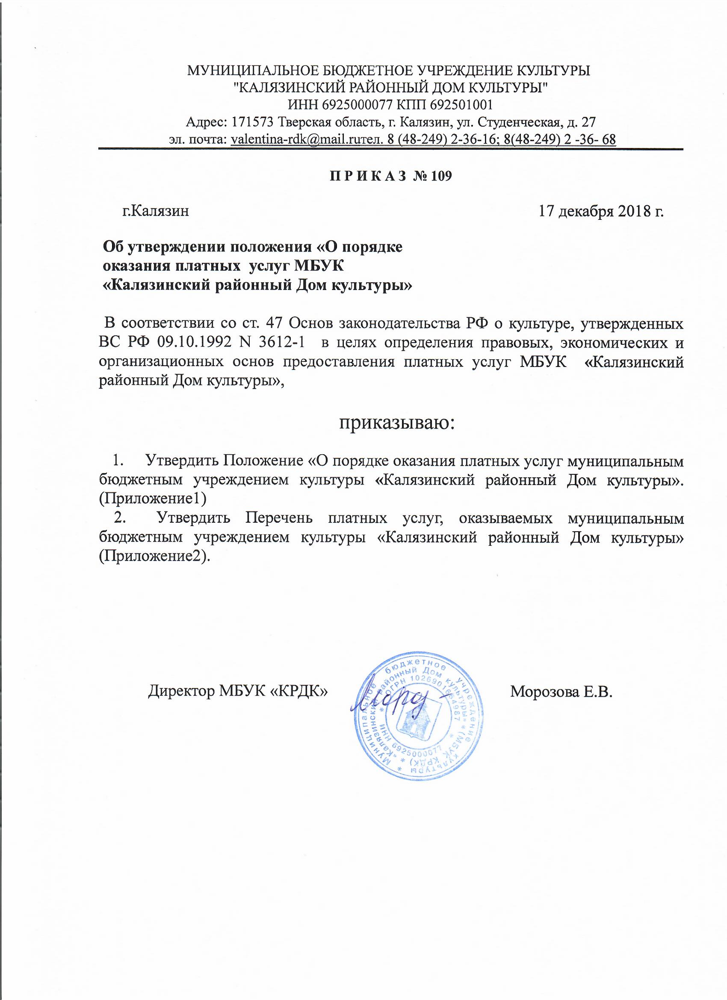 МУНИЦИПАЛЬНОЕ БЮДЖЕТНОЕ УЧРЕЖДЕНИЕ КУЛЬТУРЫ
"КАЛЯЗИНСКИЙ РАЙОННЫЙ ДОМ КУЛЬТУРЫ"
ИНН 6925000077 КПП 692501001
Адрес: 171573 Тверская область, г. Калязин, ул. Студенческая, д. 27
эл. почта: valentina-rdk@mail.ruтел. 8 (48-249) 2-36-16; 8(48-249) 2 -36- 68
П Р И К А З № 109
г.Калязин 17 декабря 2018 г.
Об утверждении положения «О порядке
оказания платных услуг МБУК
«Калязинский районный Дом культуры»
В соответствии со ст. 47 Основ законодательства РФ о культуре, утвержденных
ВС РФ 09.10.1992 N 3612-1 в целях определения правовых, экономических и
организационных основ предоставления платных услуг МБУК «Калязинский
районный Дом культуры»,
приказываю:
1. Утвердить Положение «О порядке оказания платных услуг муниципальным
бюджетным учреждением культуры «Калязинский районный Дом культуры».
(Приложение1)
2. Утвердить Перечень платных услуг, оказываемых муниципальным
бюджетным учреждением культуры «Калязинский районный Дом культуры»
(Приложение2).
Директор МБУК «КРДК» Морозова Е.В.
Муниципальное бюджетное учреждение культуры *
«Калязинский районный Дом культуры» * (МБУК КРДК) *
* ОГРН 1026901664987 *
ИНН 6925000077